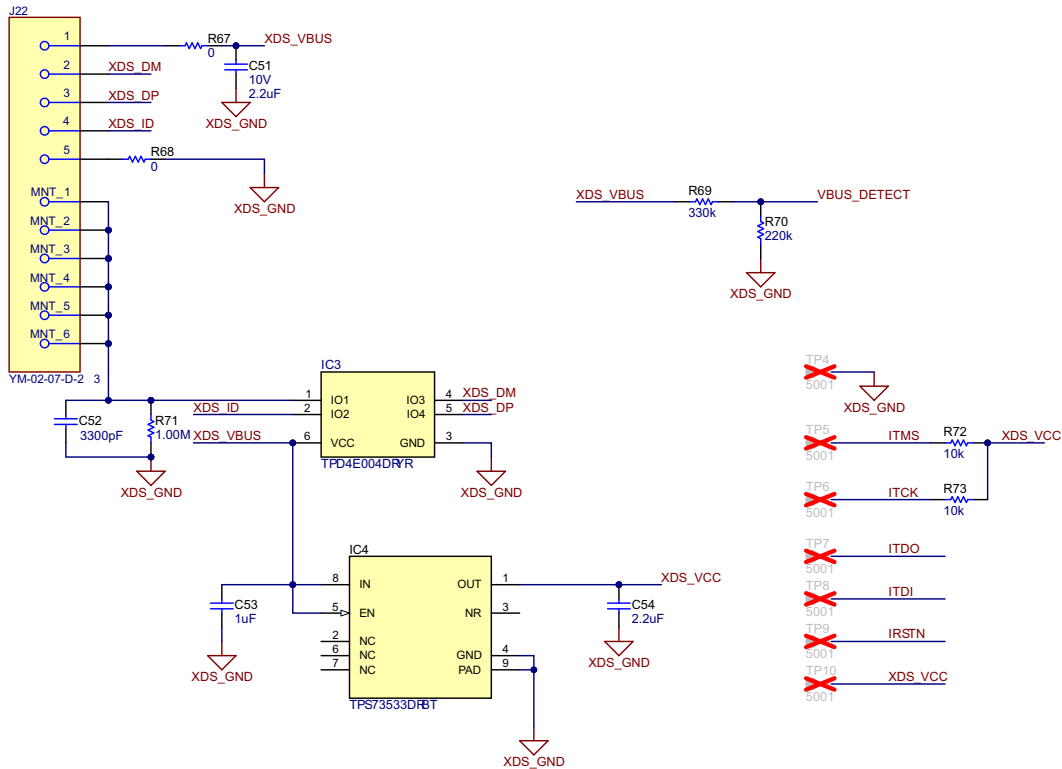 J22
1
R67
0
XDS_VBUS
C51
10V
2.2uF
XDS_GND
2
XDS_DM
3
XDS_DP
4
XDS_ID
5
R68
0
XDS_GND
MNT_1
MNT_2
MNT_3
MNT_4
MNT_5
MNT_6
YM-02-07-D-2
3
XDS_VBUS
R69
330k
VBUS_DETECT
R70
220k
XDS_GND
C52
3300pF
R71
1.00M
XDS_GND
XDS_ID
XDS_VBUS
IC3
1
IO1
2
IO2
6
VCC
IO3
4
XDS_DM
IO4
5
XDS_DP
GND
3
TPD4E004DRYR
XDS_GND
IC4
8
IN
5
EN
2
NC
6
NC
7
NC
OUT
1
XDS_VCC
NR
3
GND
4
PAD
9
TPS73533DRBT
C53
1uF
XDS_GND
C54
2.2uF
XDS_GND
XDS_GND
TP4
5001
XDS_GND
TP5
5001
ITMS
R72
10k
XDS_VCC
TP6
5001
ITCK
R73
10k
TP7
5001
ITDO
TP8
5001
ITDI
TP9
5001
IRSTN
TP10
5001
XDS_VCC